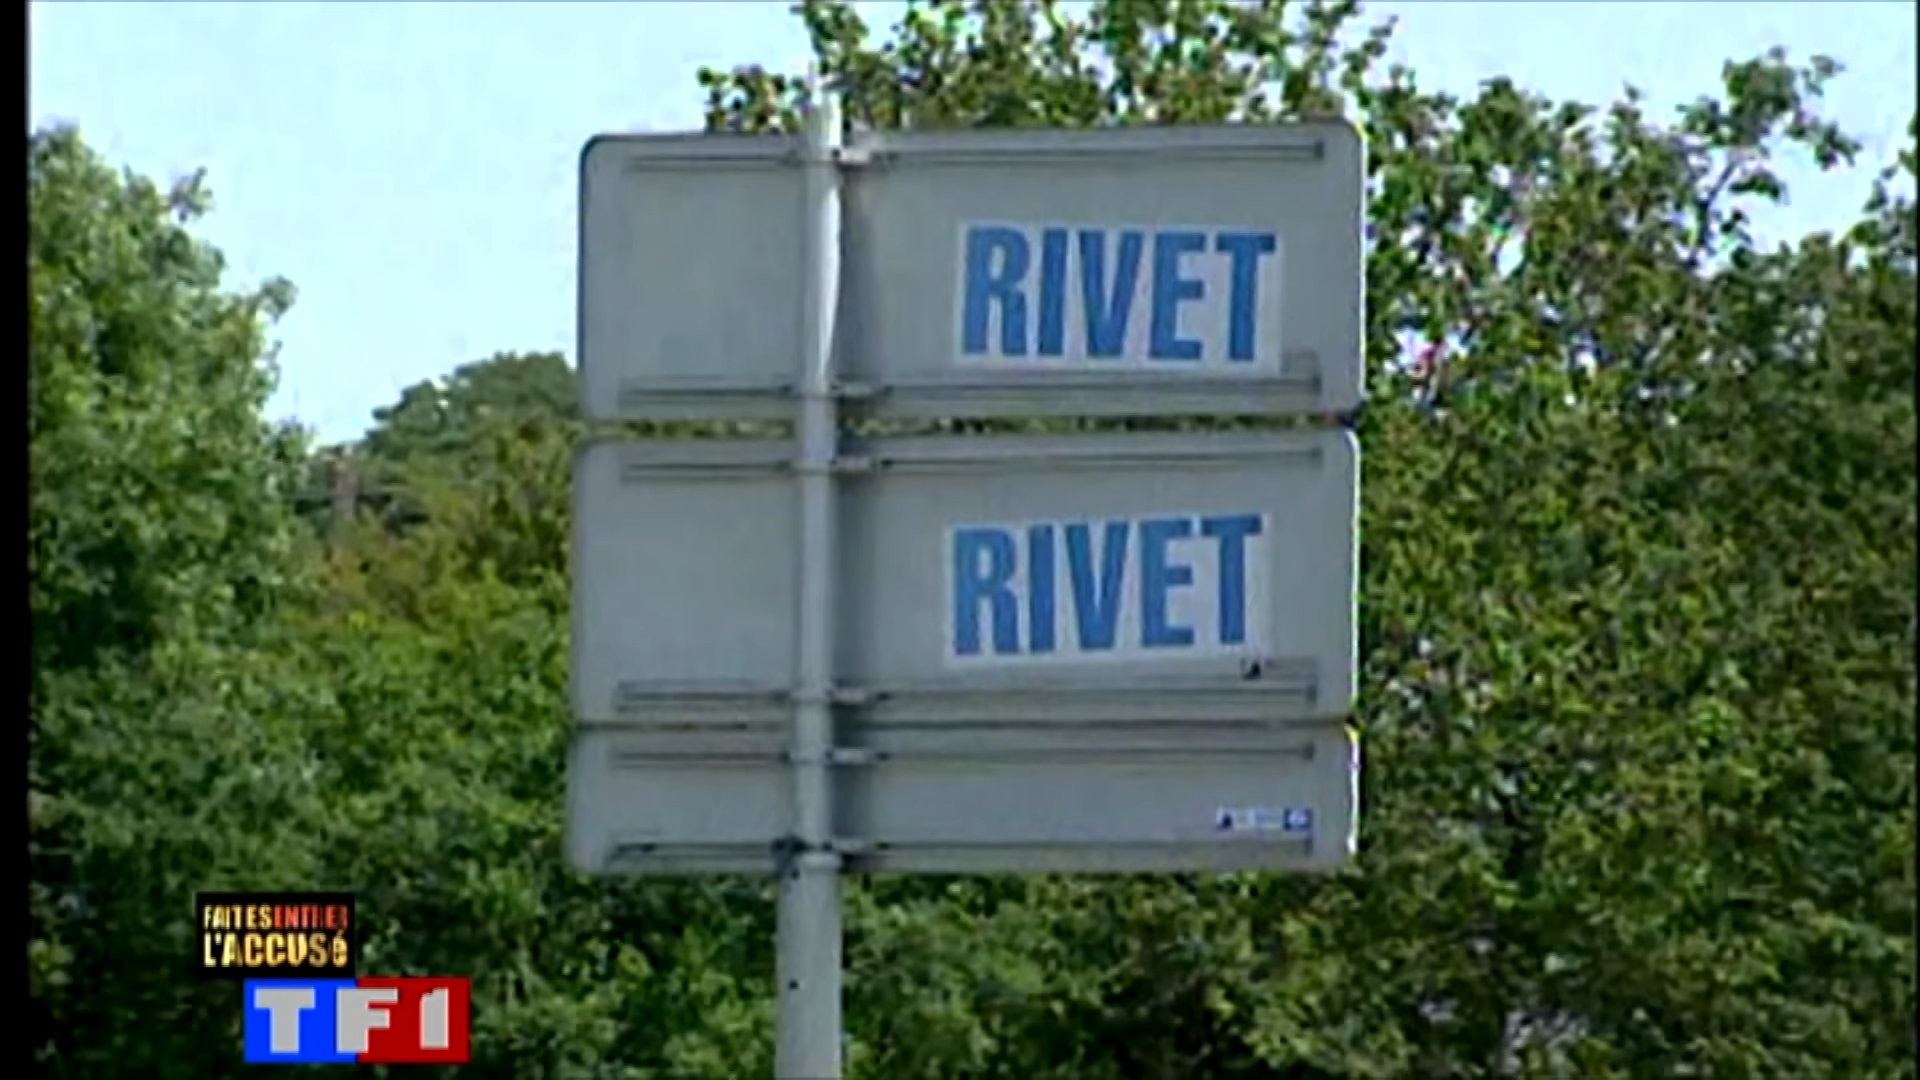 RIVET
RIVET
FAITES ENTRER
L'ACCUSÉ
TF1